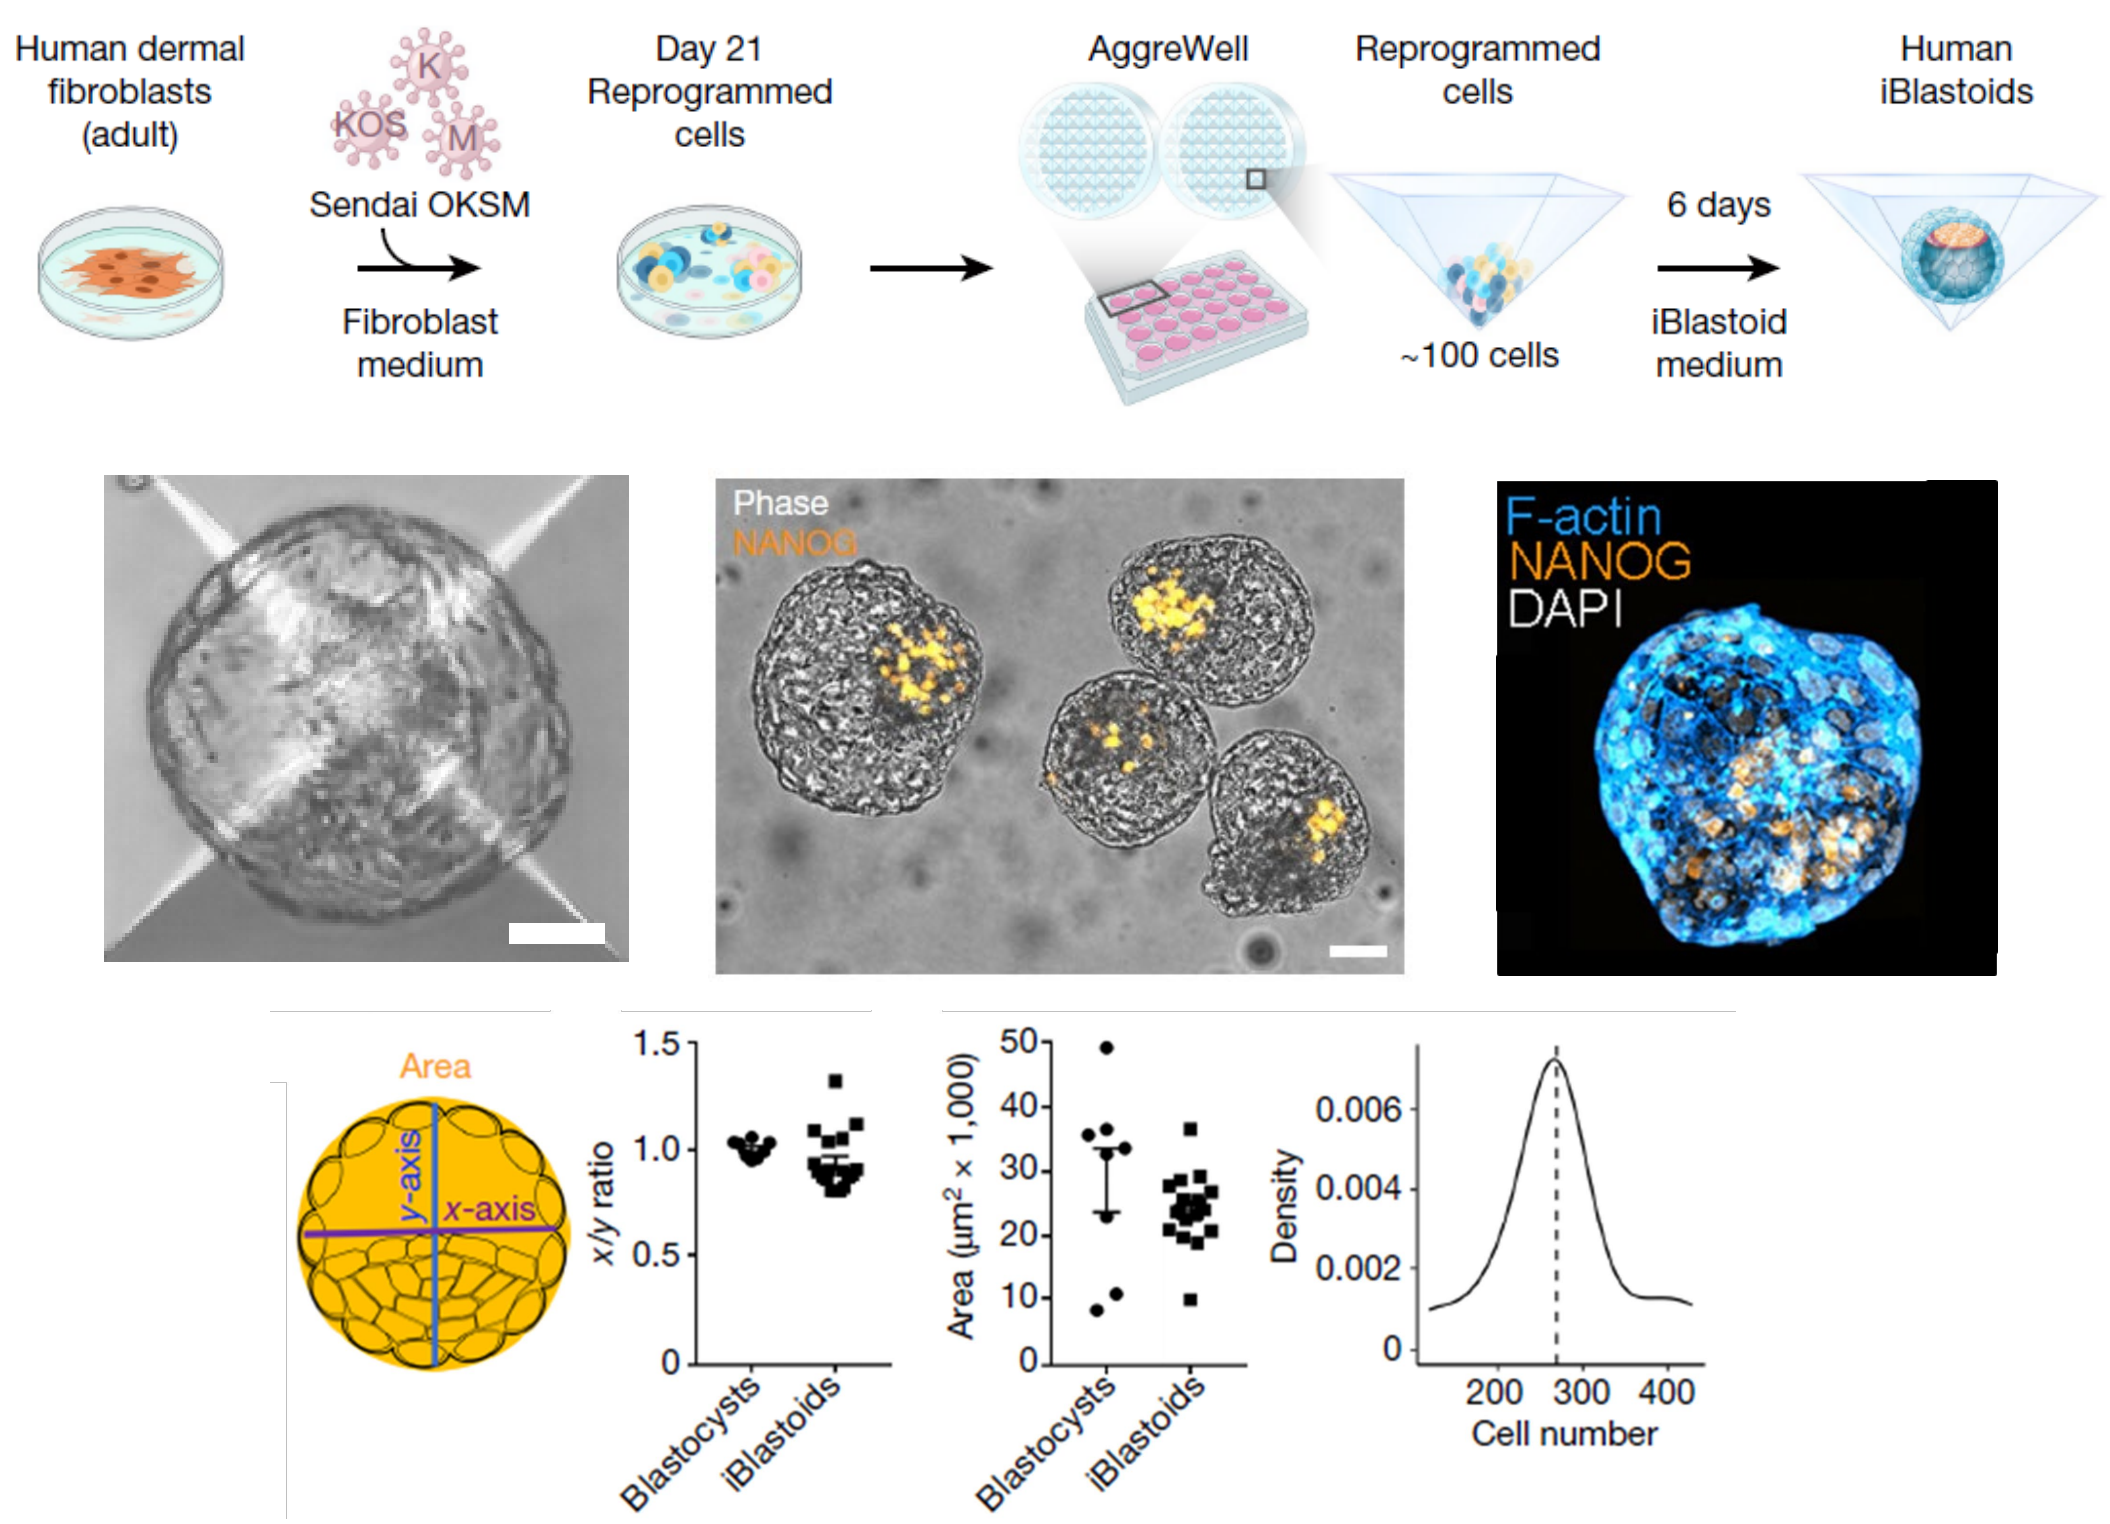 Human dermal
fibroblasts
(adult)
K
KOS
M
Sendai OKSM
Fibroblast
medium
Day 21
Reprogrammed
cells
AggreWell
Reprogrammed
cells
~100 cells
6 days
iBlastoid
medium
Human
iBlastoids
Phase
NANOG
F-actin
NANOG
DAPI
Area
y-axis
x-axis
x/y ratio
1.5
1.0
0.5
0
Blastocysts
iBlastoids
Area (μm² × 1,000)
50
40
30
20
10
0
Blastocysts
iBlastoids
Density
0.006
0.004
0.002
0
200 300 400
Cell number